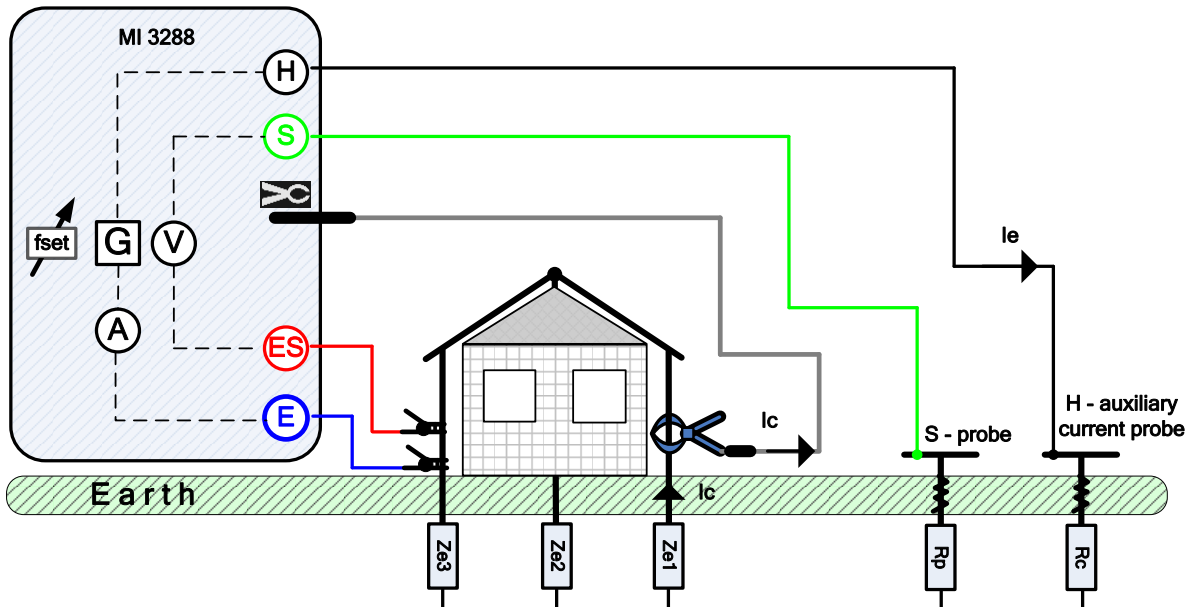 MI 3288
H
S
fset
G
V
A
ES
E
Ie
Ic
H - auxiliary
current probe
S - probe
Ic
Earth
Ze3
Ze2
Ze1
Rp
Rc